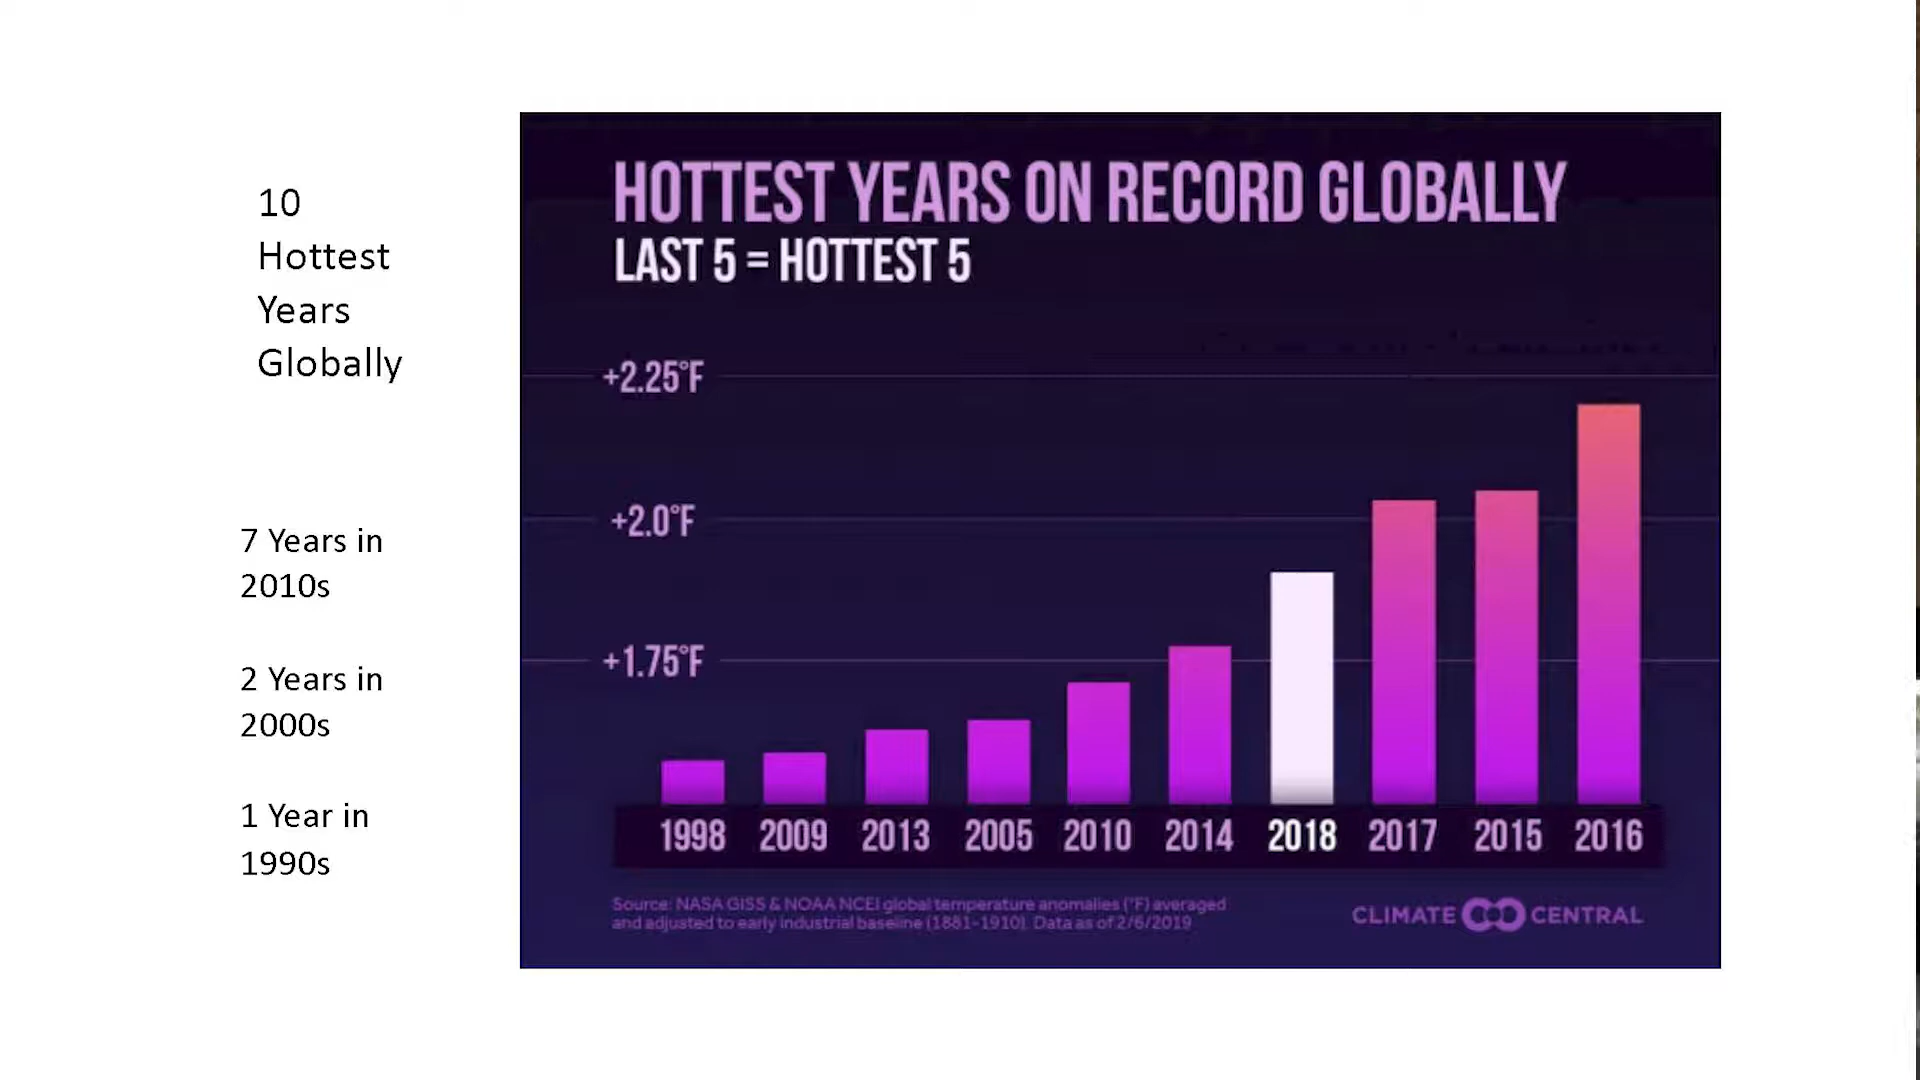 10
Hottest
Years
Globally
7 Years in
2010s
2 Years in
2000s
1 Year in
1990s
HOTTEST YEARS ON RECORD GLOBALLY
LAST 5 = HOTTEST 5
+2.25°F
+2.0°F
+1.75°F
1998 2009 2013 2005 2010 2014 2018 2017 2015 2016
Source: NASA GISS & NOAA NCEI global temperature anomalies (°F) averaged
and adjusted to early industrial baseline (1881-1910). Data as of 2/6/2019
CLIMATE CENTRAL